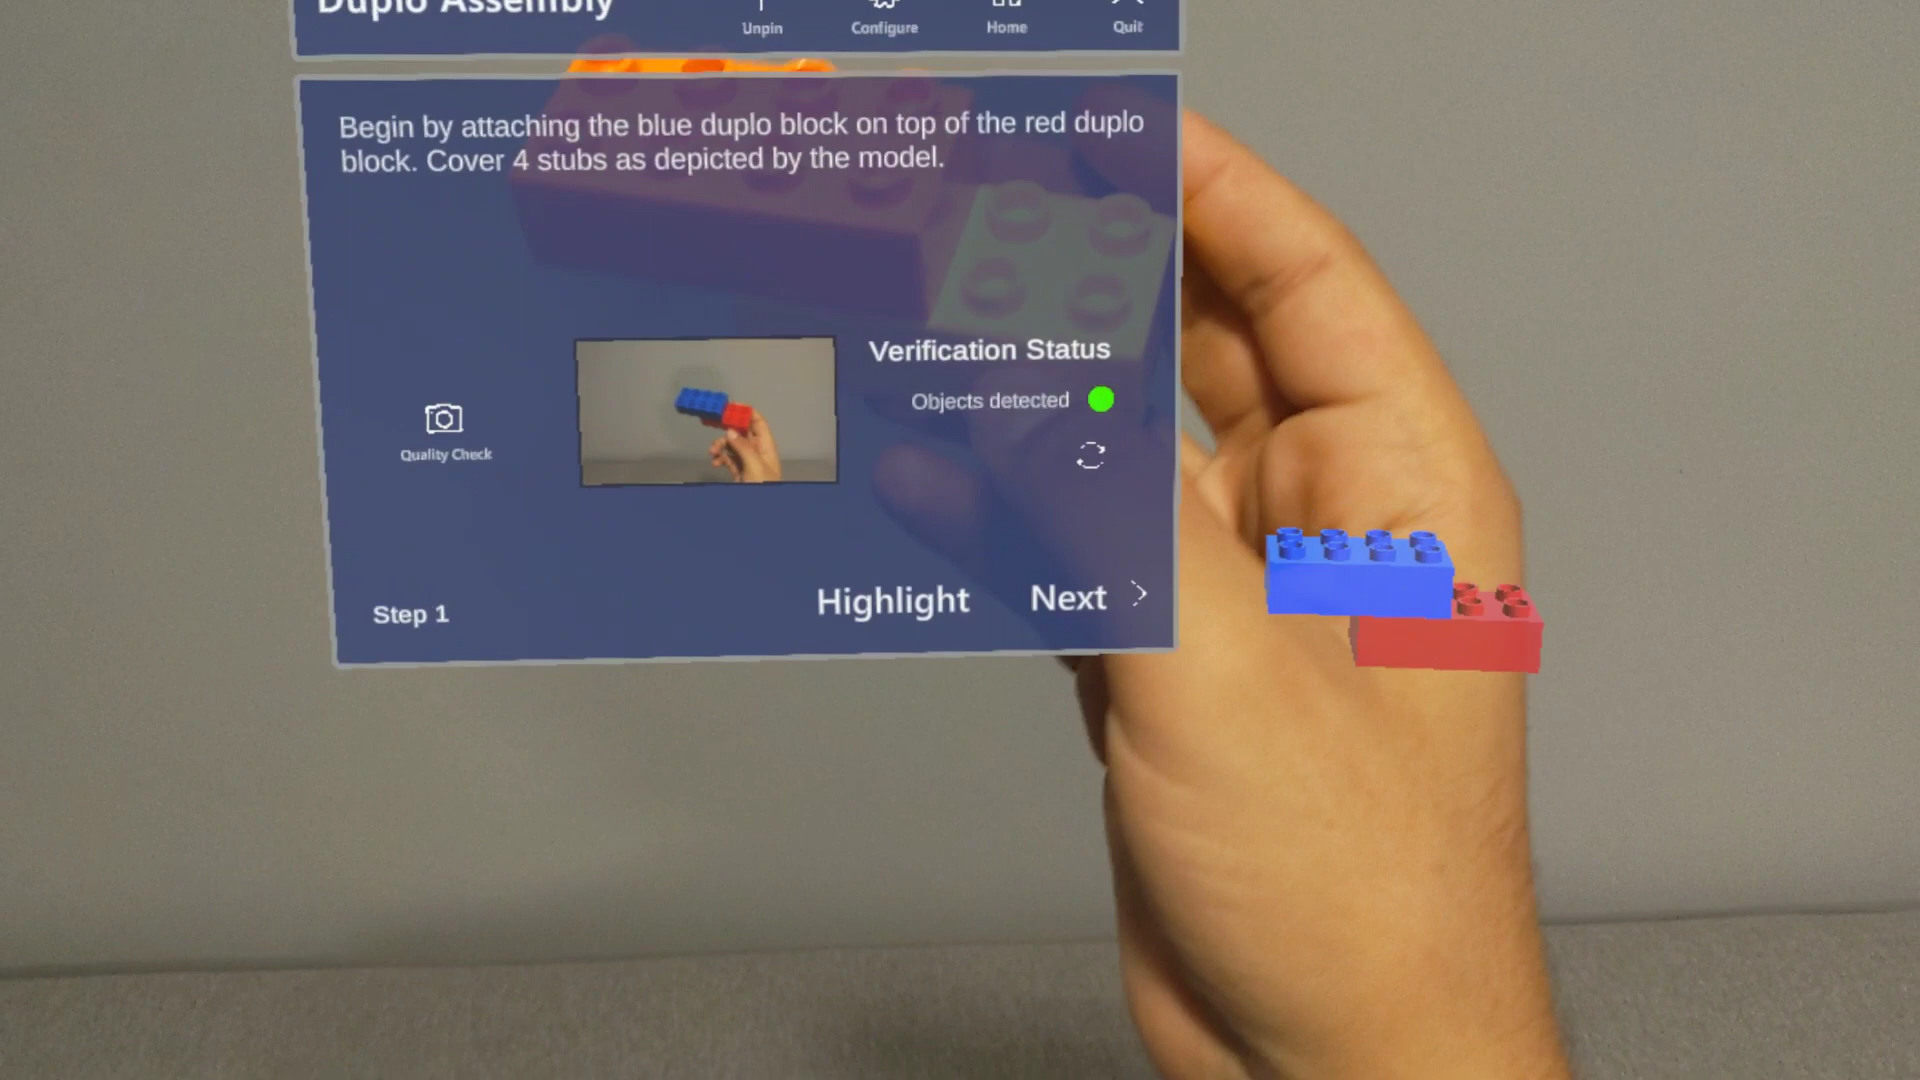 Duplo Assembly
Unpin
Configure
Home
Quit
Begin by attaching the blue duplo block on top of the red duplo
block. Cover 4 stubs as depicted by the model.
Verification Status
Objects detected
Quality Check
Step 1
Highlight
Next